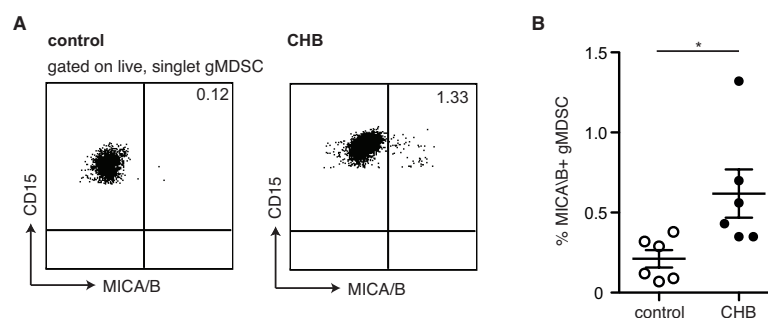 A
control
gated on live, singlet gMDSC
0.12
CD15
MICA/B
CHB
1.33
CD15
MICA/B
B
*
% MICA\B+ gMDSC
1.5
1.0
0.5
0
control
CHB